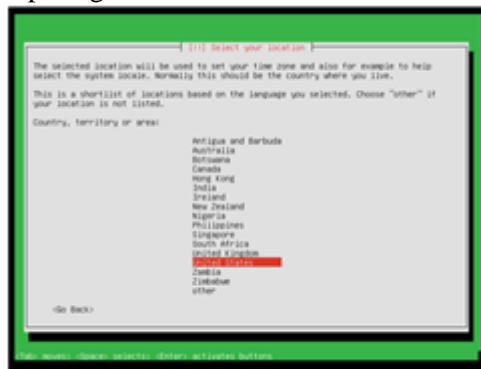 [!!] Select your location
The selected location will be used to set your time zone and also for example to help
select the system locale. Normally this should be the country where you live.
This is a shortlist of locations based on the language you selected. Choose "other" if
your location is not listed.
Country, territory or area:
Antigua and Barbuda
Australia
Botswana
Canada
Hong Kong
India
Ireland
New Zealand
Nigeria
Philippines
Singapore
South Africa
United Kingdom
United States
Zambia
Zimbabwe
other
<Go Back>
<Tab> moves; <Space> selects; <Enter> activates buttons